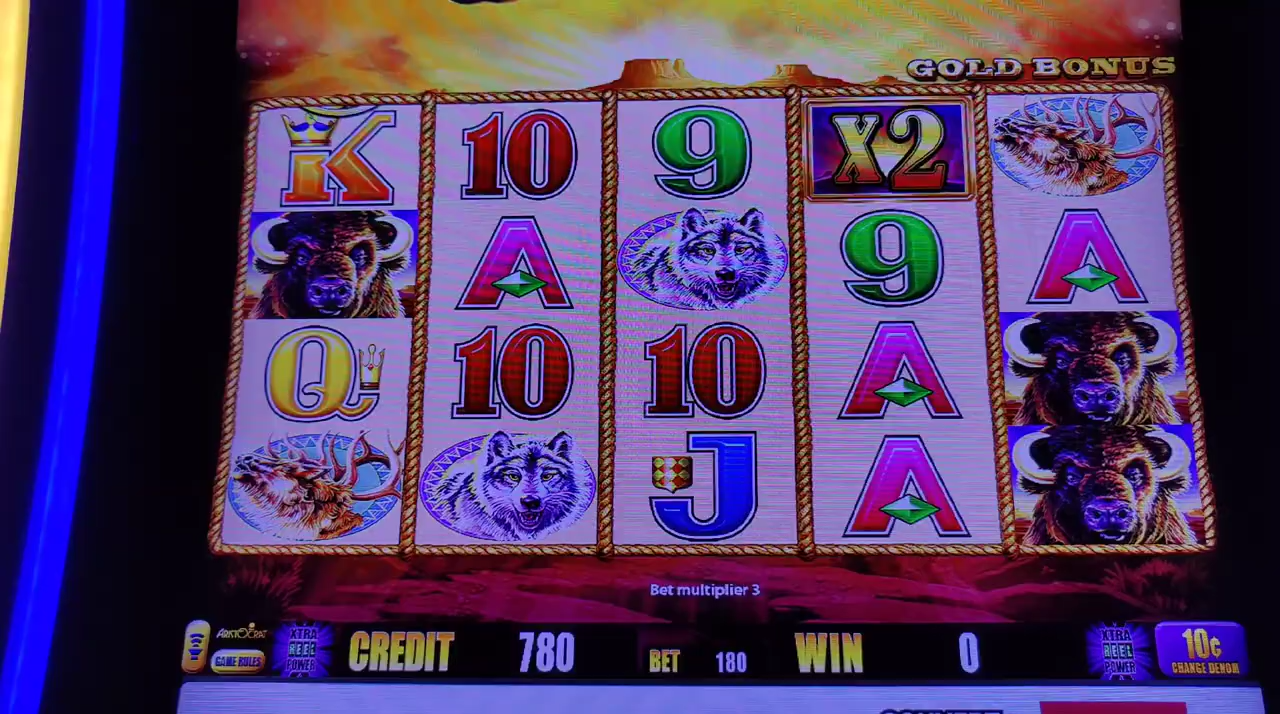 GOLD BONUS
K 10 9 X2
A 9 A
Q 10 10 A
J A
Bet multiplier 3
ARISTOCRAT
GAME RULES
XTRA
REEL
POWER
CREDIT 780 BET 180 WIN 0
XTRA
REEL
POWER
10¢
CHANGE DENOM